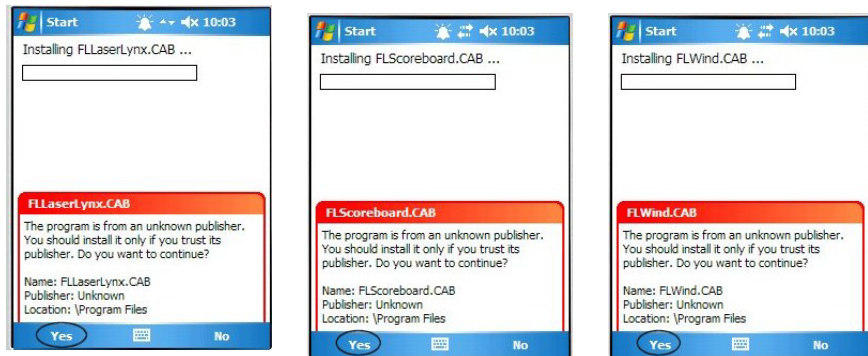 Start 10:03
Installing FLLaserLynx.CAB ...
FLLaserLynx.CAB
The program is from an unknown publisher.
You should install it only if you trust its
publisher. Do you want to continue?
Name: FLLaserLynx.CAB
Publisher: Unknown
Location: \Program Files
Yes No
Start 10:03
Installing FLScoreboard.CAB ...
FLScoreboard.CAB
The program is from an unknown publisher.
You should install it only if you trust its
publisher. Do you want to continue?
Name: FLScoreboard.CAB
Publisher: Unknown
Location: \Program Files
Yes No
Start 10:03
Installing FLWind.CAB ...
FLWind.CAB
The program is from an unknown publisher.
You should install it only if you trust its
publisher. Do you want to continue?
Name: FLWind.CAB
Publisher: Unknown
Location: \Program Files
Yes No